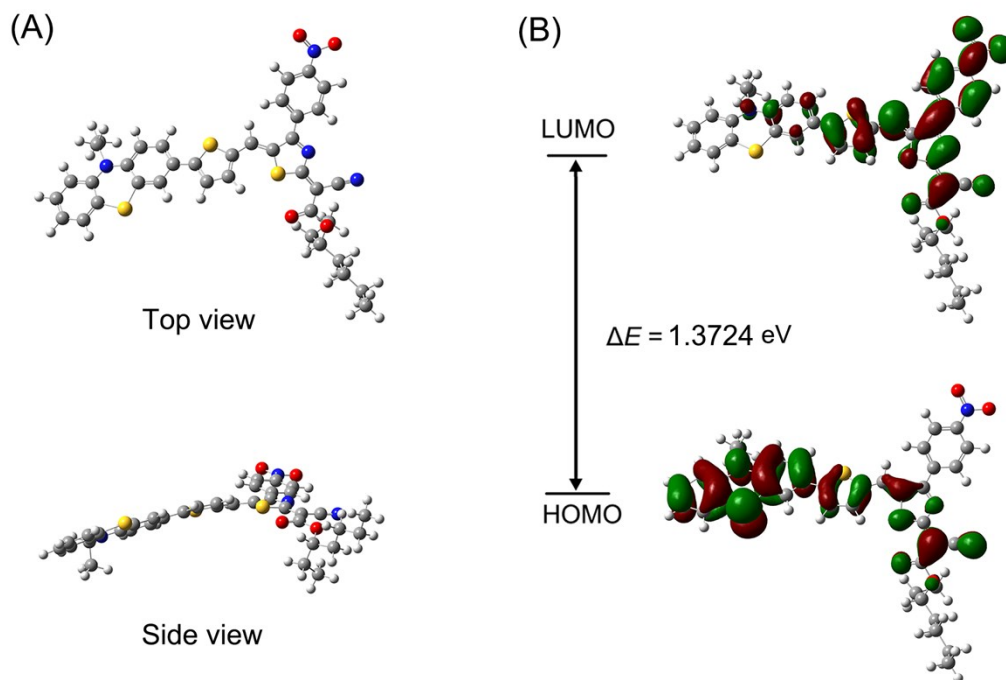 (A)
Top view
Side view
(B)
LUMO
ΔE = 1.3724 eV
HOMO